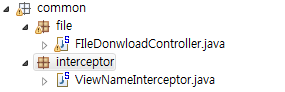 common
file
FIleDonwloadController.java
interceptor
ViewNameInterceptor.java